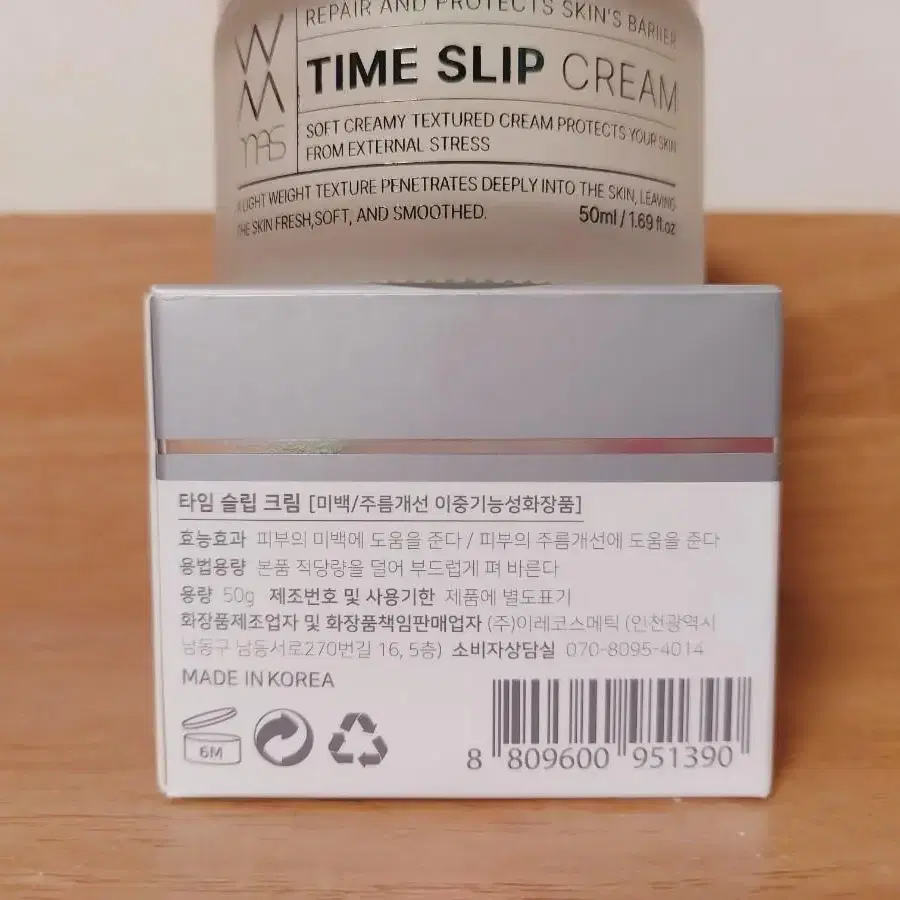 REPAIR AND PROTECTS SKIN'S BARRIER
TIME SLIP CREAM
SOFT CREAMY TEXTURED CREAM PROTECTS YOUR SKIN
FROM EXTERNAL STRESS
A LIGHT WEIGHT TEXTURE PENETRATES DEEPLY INTO THE SKIN, LEAVING
THE SKIN FRESH,SOFT, AND SMOOTHED.
50ml / 1.69 fl.oz
타임 슬립 크림 [미백/주름개선 이중기능성화장품]
효능효과 피부의 미백에 도움을 준다 / 피부의 주름개선에 도움을 준다
용법용량 본품 적당량을 덜어 부드럽게 펴 바른다
용량 50g 제조번호 및 사용기한 제품에 별도표기
화장품제조업자 및 화장품책임판매업자 (주)이레코스메틱 (인천광역시
남동구 남동서로270번길 16, 5층) 소비자상담실 070-8095-4014
MADE IN KOREA
6M
8 809600 951390